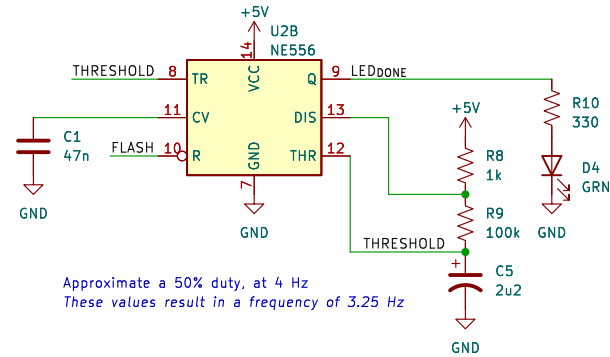 +5V
U2B
NE556
14
VCC
THRESHOLD 8 TR
Q 9 LEDDONE
11 CV
DIS 13
FLASH 10 R
THR 12
GND
7
GND
C1
47n
GND
+5V
R8
1k
R9
100k
THRESHOLD
C5
2u2
GND
R10
330
D4
GRN
GND
Approximate a 50% duty, at 4 Hz
These values result in a frequency of 3.25 Hz